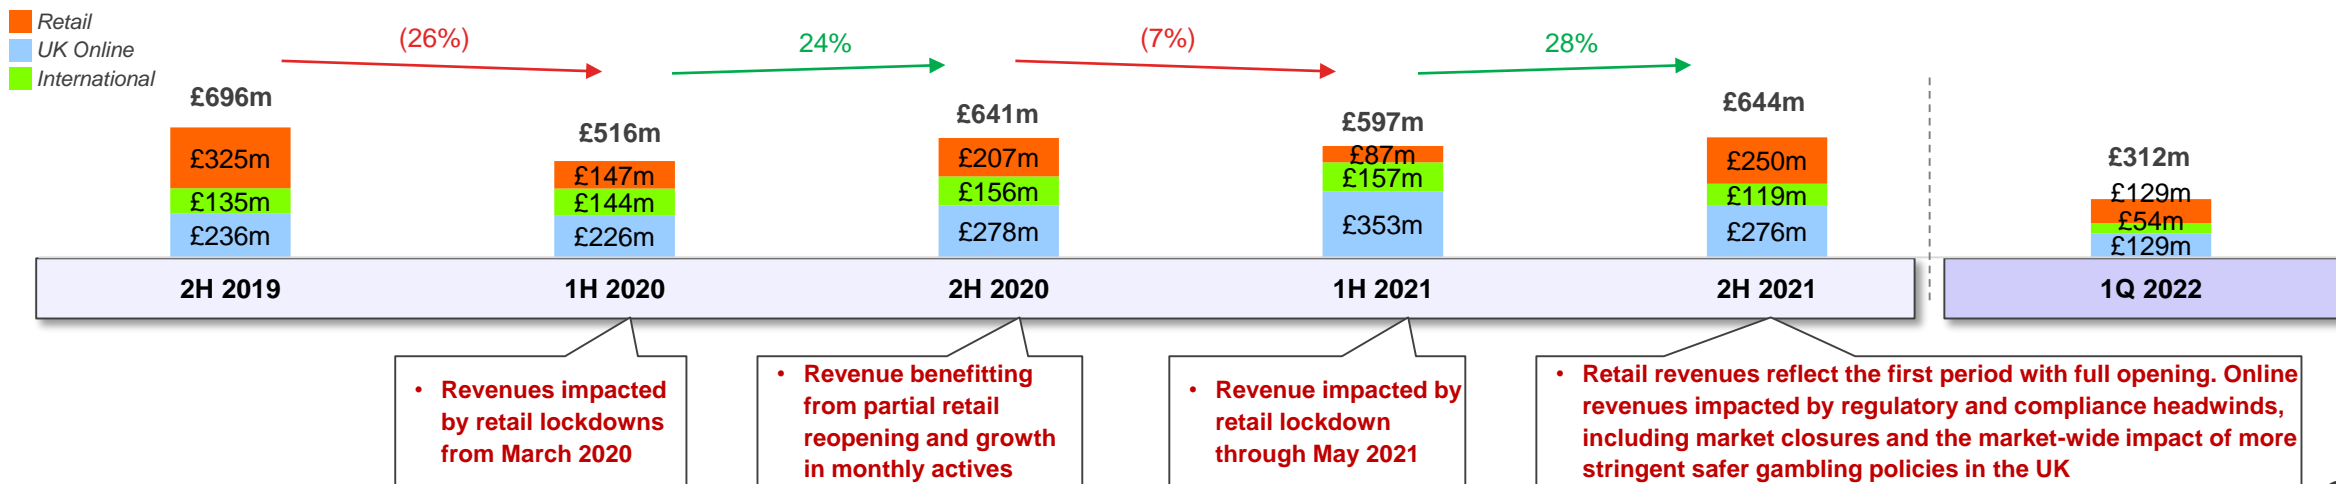 Retail
UK Online
International
(26%)
24%
(7%)
28%
£696m
£516m
£641m
£597m
£644m
£312m
£325m
£135m
£236m
£147m
£144m
£226m
£207m
£156m
£278m
£87m
£157m
£353m
£250m
£119m
£276m
£129m
£54m
£129m
2H 2019
1H 2020
2H 2020
1H 2021
2H 2021
1Q 2022
• Revenues impacted
by retail lockdowns
from March 2020
• Revenue benefitting
from partial retail
reopening and growth
in monthly actives
• Revenue impacted by
retail lockdown
through May 2021
• Retail revenues reflect the first period with full opening. Online
revenues impacted by regulatory and compliance headwinds,
including market closures and the market-wide impact of more
stringent safer gambling policies in the UK